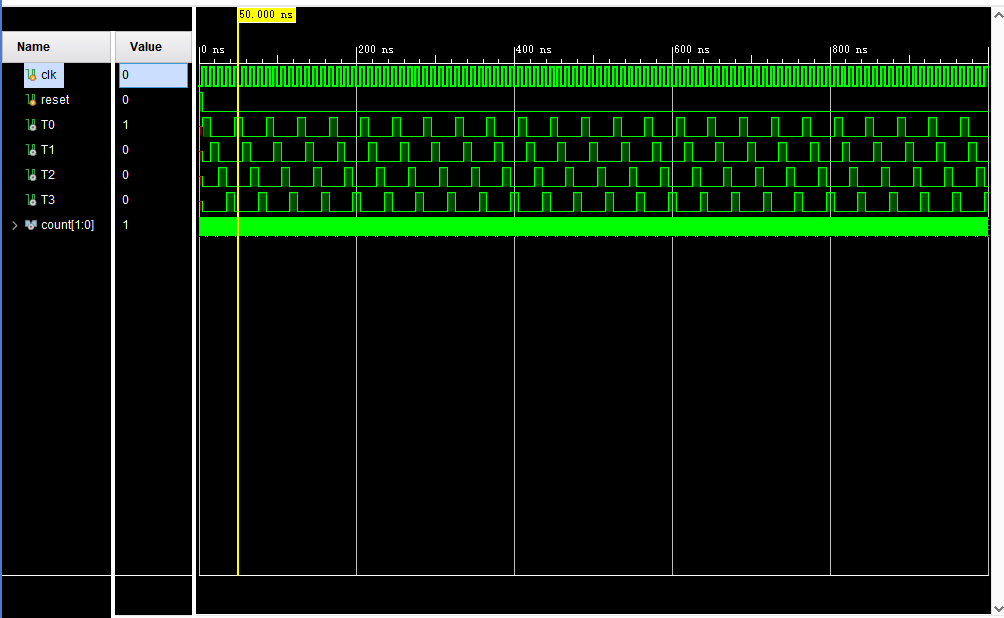 50.000 ns
Name Value
0 ns 200 ns 400 ns 600 ns 800 ns
clk 0
reset 0
T0 1
T1 0
T2 0
T3 0
count[1:0] 1